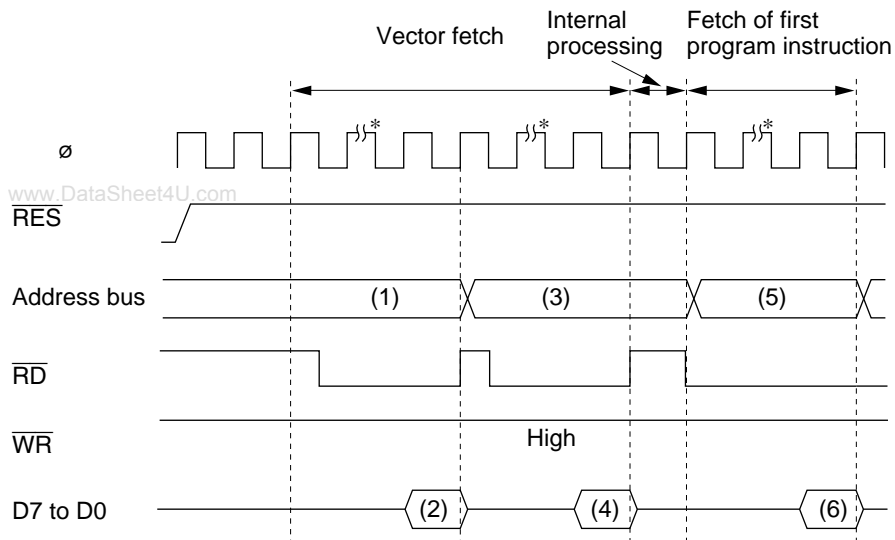 Vector fetch
Internal
processing
Fetch of first
program instruction
*
*
*
ø
www.DataSheet4U.com
RES
Address bus
(1)
(3)
(5)
RD
WR
High
D7 to D0
(2)
(4)
(6)